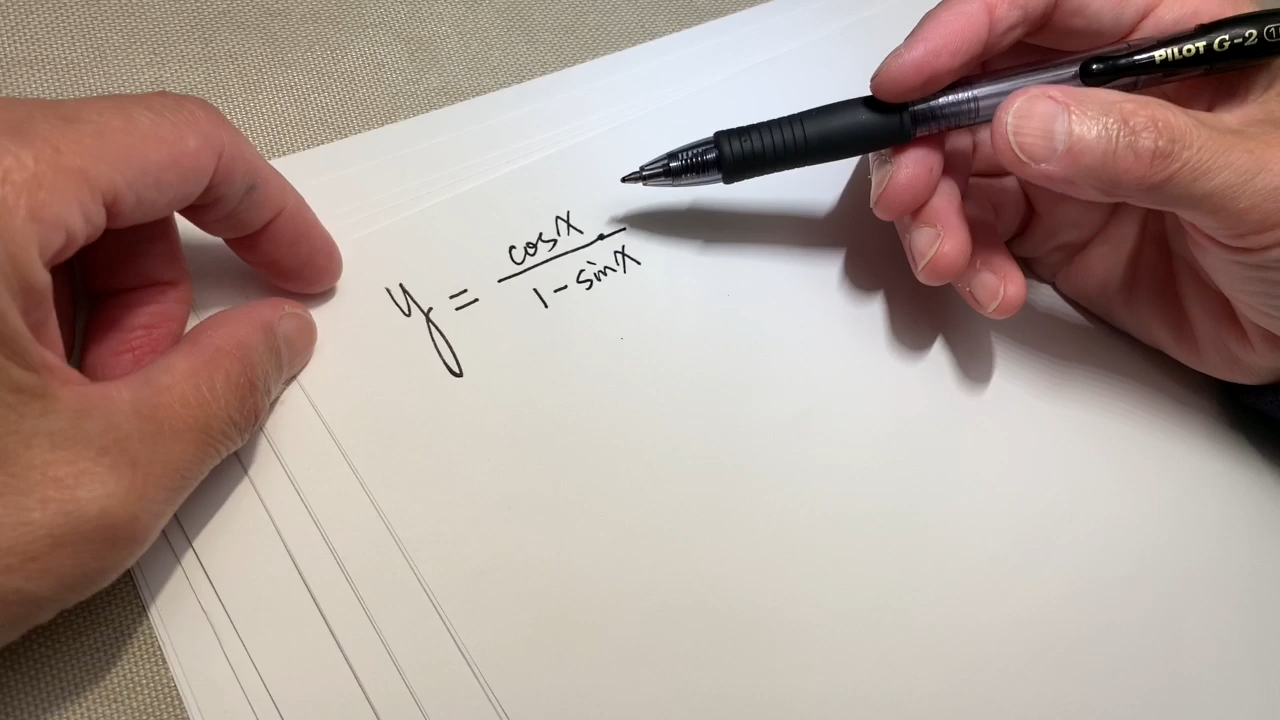 PILOT G-2
y = cos x / 1 - sin x